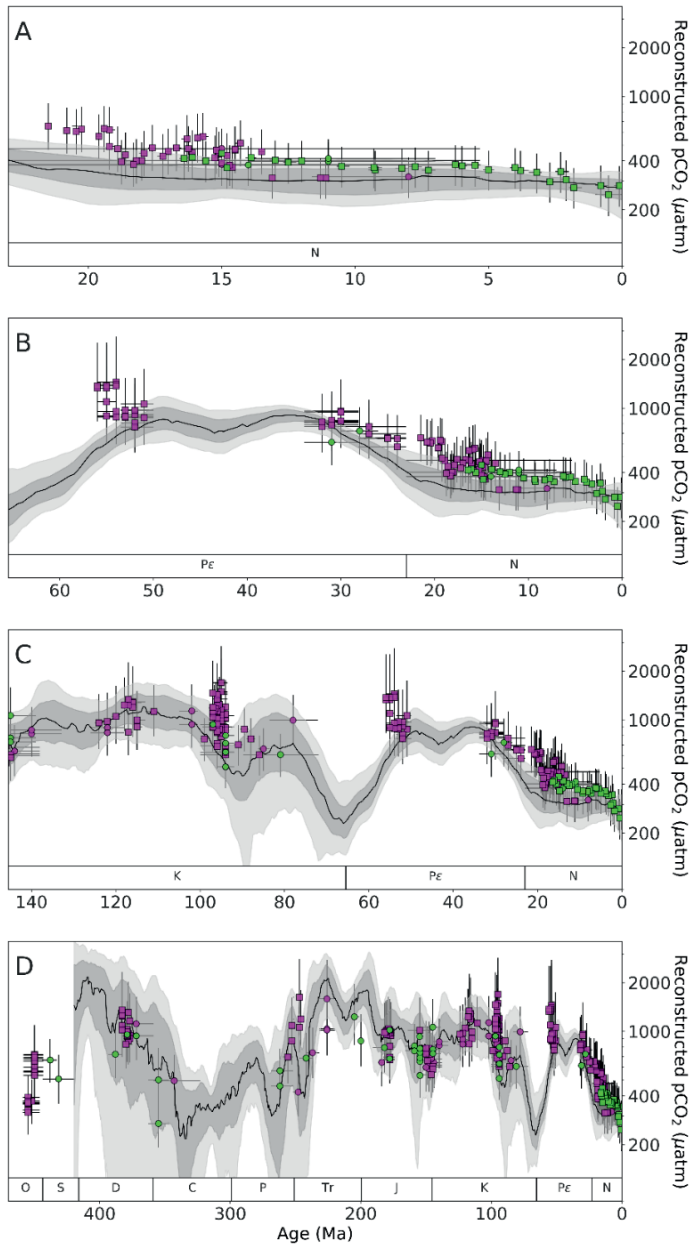 A
2000
1000
400
200
Reconstructed pCO₂ (μatm)
N
20 15 10 5 0
B
2000
1000
400
200
Reconstructed pCO₂ (μatm)
Pε N
60 50 40 30 20 10 0
C
2000
1000
400
200
Reconstructed pCO₂ (μatm)
K Pε N
140 120 100 80 60 40 20 0
D
2000
1000
400
200
Reconstructed pCO₂ (μatm)
O S D C P Tr J K Pε N
400 300 200 100 0
Age (Ma)